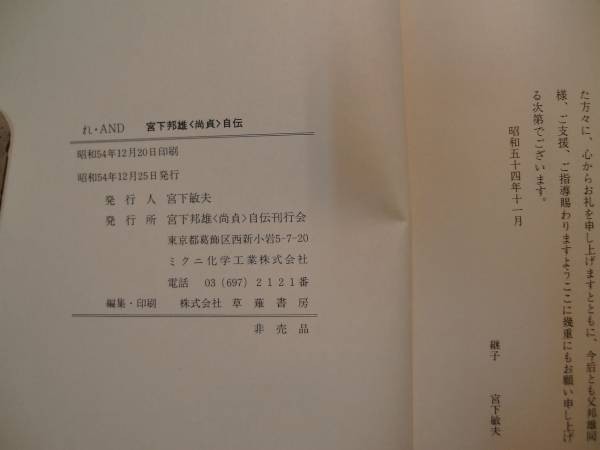 た方々に、心からお礼を申し上げますとともに、今后とも父邦雄同
様、ご支援、ご指導賜わりますようここに幾重にもお願い申し上げ
る次第でございます。
昭和五十四年十一月
継子 宮下敏夫
れ・AND 宮下邦雄〈尚貞〉自伝
昭和54年12月20日印刷
昭和54年12月25日発行
発行人 宮下敏夫
発行所 宮下邦雄〈尚貞〉自伝刊行会
東京都葛飾区西新小岩5-7-20
ミクニ化学工業株式会社
電話 03(697)2121番
編集・印刷 株式会社 草薙書房
非売品